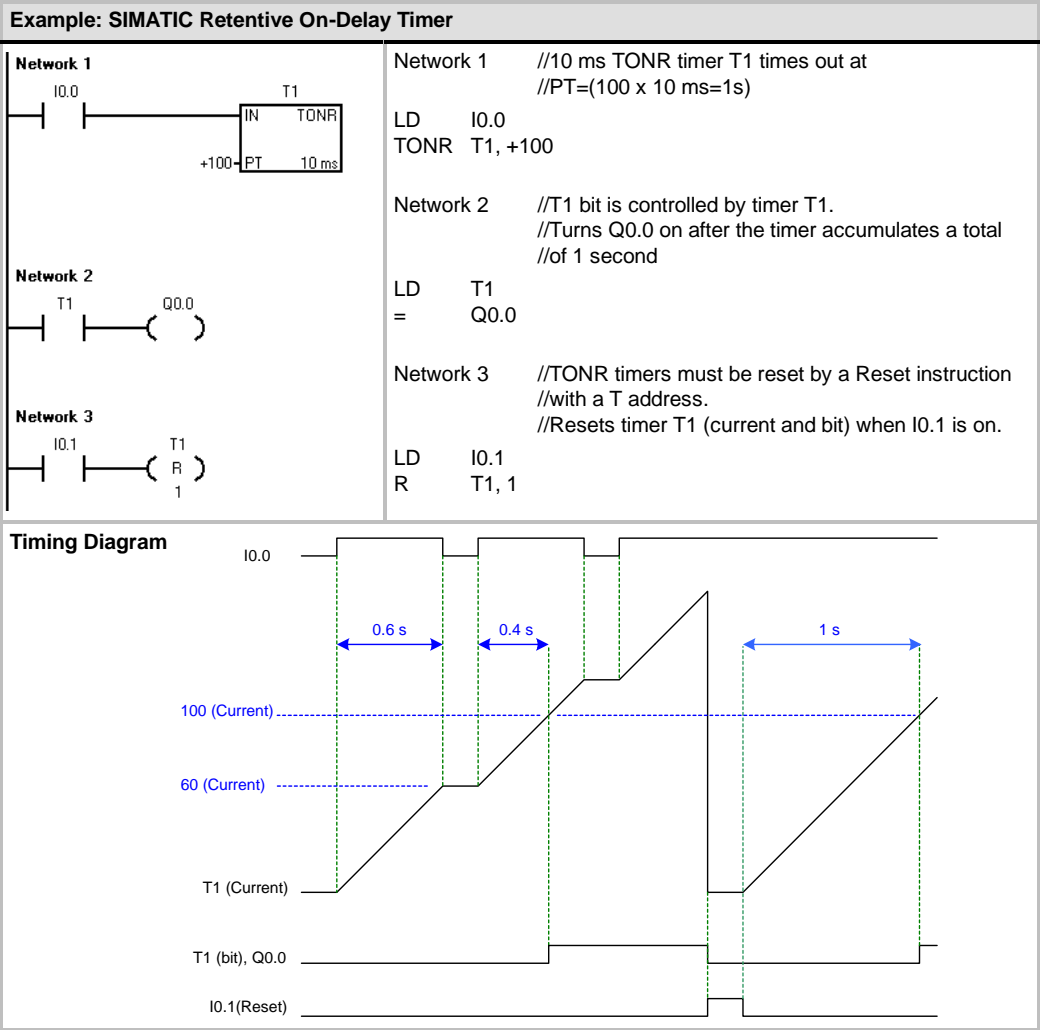 Example: SIMATIC Retentive On-Delay Timer
Network 1
I0.0
T1
IN TONR
+100 PT 10 ms
Network 2
T1 Q0.0
Network 3
I0.1 T1
R
1
Network 1 //10 ms TONR timer T1 times out at
//PT=(100 x 10 ms=1s)
LD I0.0
TONR T1, +100
Network 2 //T1 bit is controlled by timer T1.
//Turns Q0.0 on after the timer accumulates a total
//of 1 second
LD T1
= Q0.0
Network 3 //TONR timers must be reset by a Reset instruction
//with a T address.
//Resets timer T1 (current and bit) when I0.1 is on.
LD I0.1
R T1, 1
Timing Diagram
I0.0
0.6 s 0.4 s 1 s
100 (Current)
60 (Current)
T1 (Current)
T1 (bit), Q0.0
I0.1(Reset)